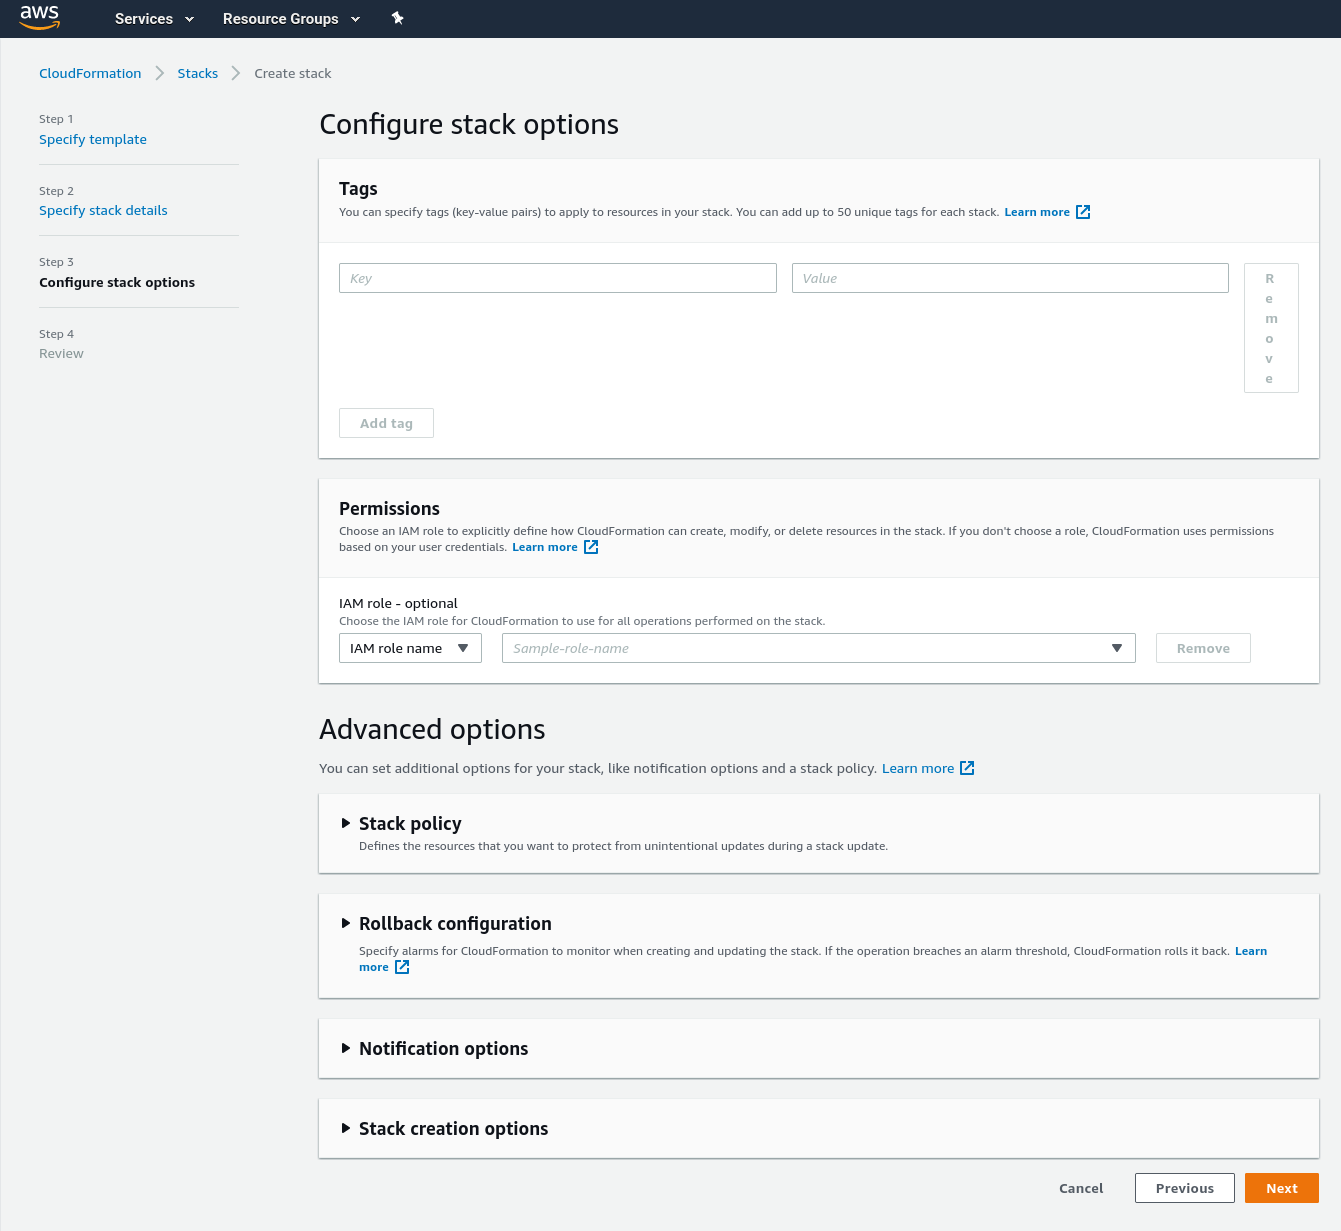 aws Services Resource Groups
CloudFormation Stacks Create stack
Step 1
Specify template
Step 2
Specify stack details
Step 3
Configure stack options
Step 4
Review
Configure stack options
Tags
You can specify tags (key-value pairs) to apply to resources in your stack. You can add up to 50 unique tags for each stack. Learn more
Key Value
R
e
m
o
v
e
Add tag
Permissions
Choose an IAM role to explicitly define how CloudFormation can create, modify, or delete resources in the stack. If you don't choose a role, CloudFormation uses permissions
based on your user credentials. Learn more
IAM role - optional
Choose the IAM role for CloudFormation to use for all operations performed on the stack.
IAM role name Sample-role-name Remove
Advanced options
You can set additional options for your stack, like notification options and a stack policy. Learn more
Stack policy
Defines the resources that you want to protect from unintentional updates during a stack update.
Rollback configuration
Specify alarms for CloudFormation to monitor when creating and updating the stack. If the operation breaches an alarm threshold, CloudFormation rolls it back. Learn
more
Notification options
Stack creation options
Cancel Previous Next